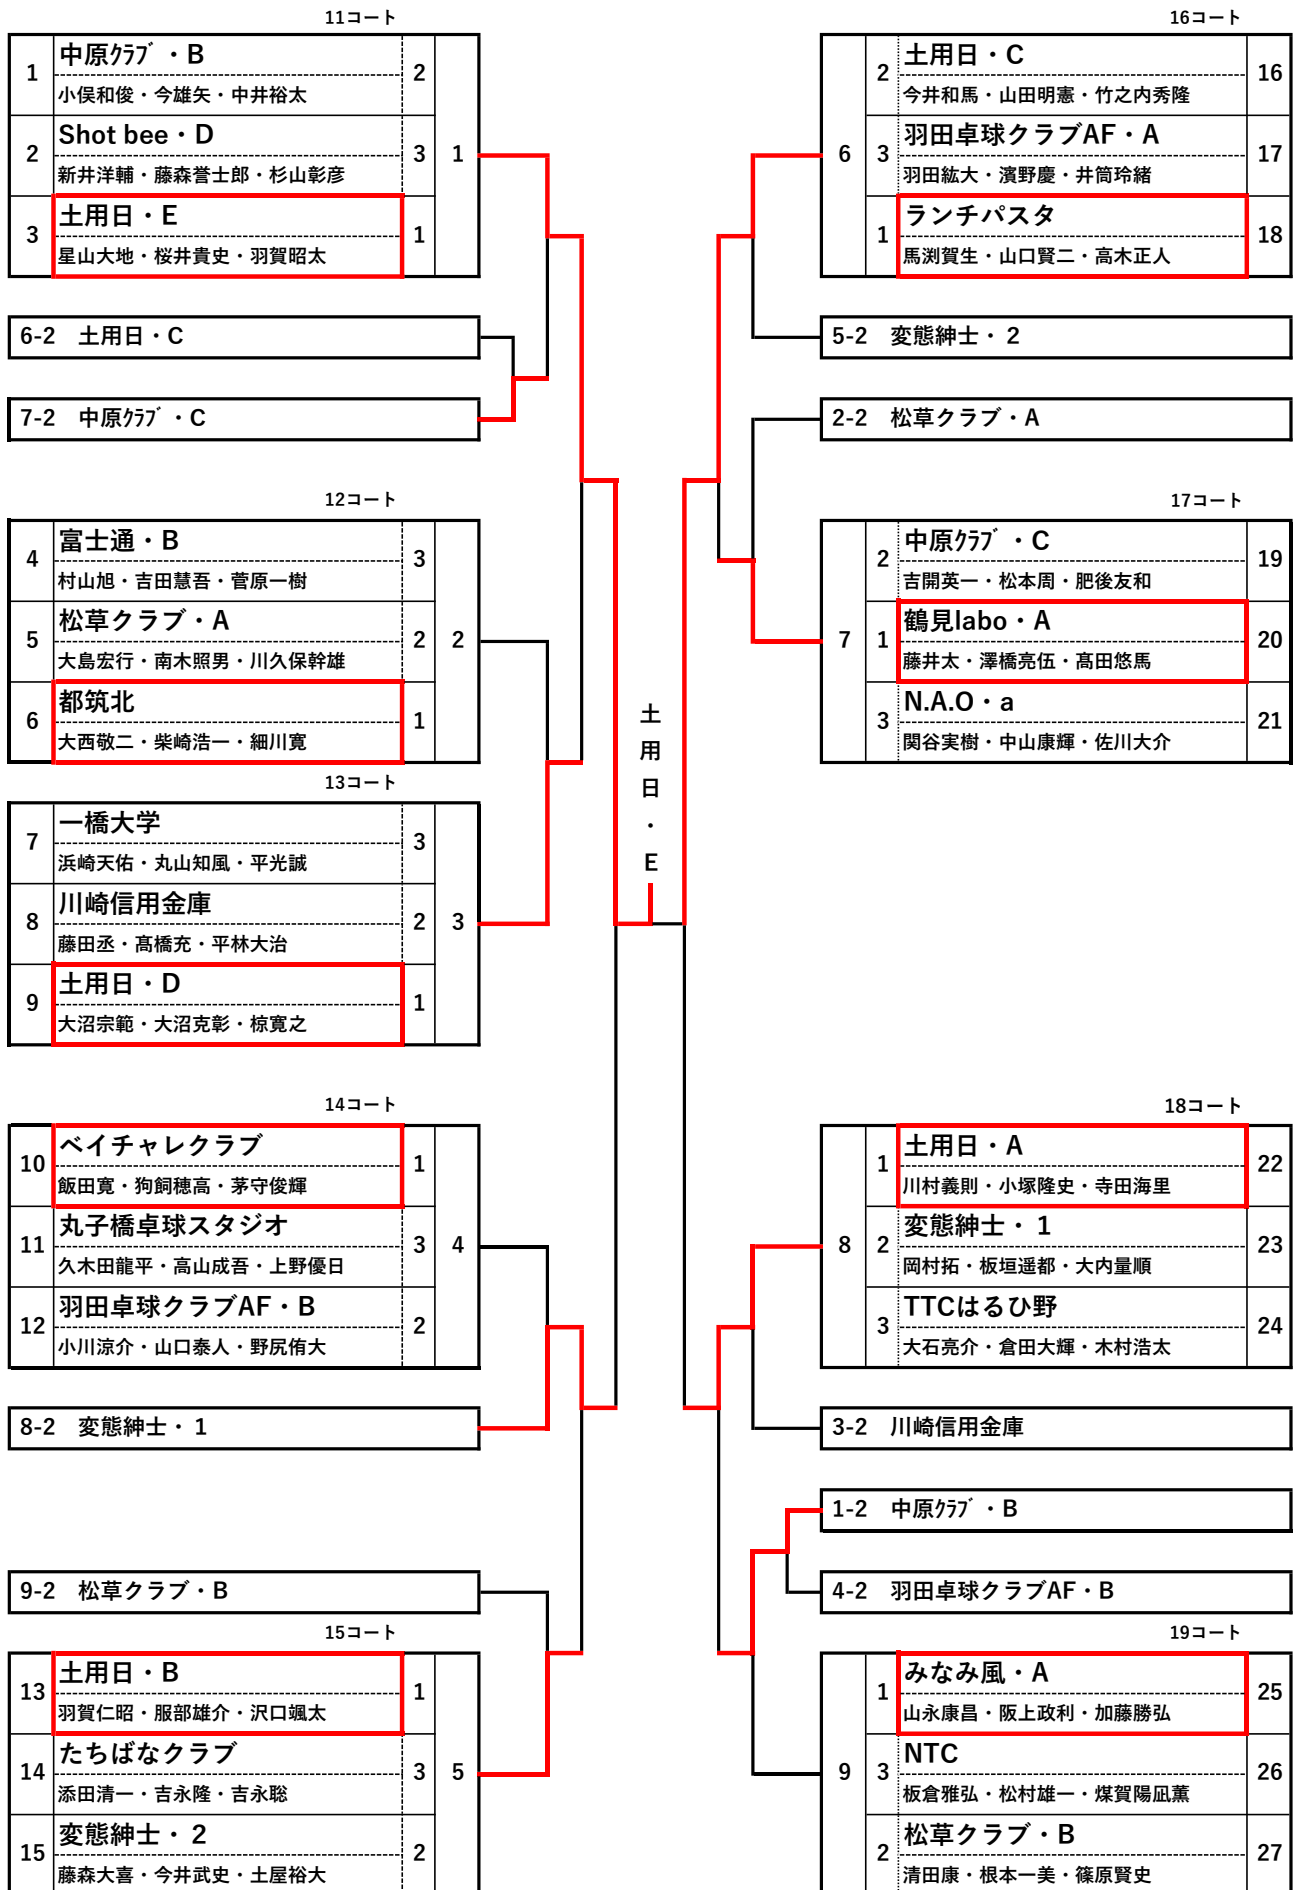 11コート
1 中原ｸﾗﾌﾞ・B 2
小俣和俊・今雄矢・中井裕太
2 Shot bee・D 3 1
新井洋輔・藤森誉士郎・杉山彰彦
3 土用日・E 1
星山大地・桜井貴史・羽賀昭太
6-2 土用日・C
7-2 中原ｸﾗﾌﾞ・C
12コート
4 富士通・B 3
村山旭・吉田慧吾・菅原一樹
5 松草クラブ・A 2 2
大島宏行・南木照男・川久保幹雄
6 都筑北 1
大西敬二・柴崎浩一・細川寛
13コート
7 一橋大学 3
浜崎天佑・丸山知風・平光誠
8 川崎信用金庫 2 3
藤田丞・髙橋充・平林大治
9 土用日・D 1
大沼宗範・大沼克彰・椋寛之
14コート
10 ベイチャレクラブ 1
飯田寛・狗飼穂高・茅守俊輝
11 丸子橋卓球スタジオ 3 4
久木田龍平・高山成吾・上野優日
12 羽田卓球クラブAF・B 2
小川涼介・山口泰人・野尻侑大
8-2 変態紳士・１
9-2 松草クラブ・B
15コート
13 土用日・B 1
羽賀仁昭・服部雄介・沢口颯太
14 たちばなクラブ 3 5
添田清一・吉永隆・吉永聡
15 変態紳士・２ 2
藤森大喜・今井武史・土屋裕大
土用日・E
16コート
2 土用日・C 16
今井和馬・山田明憲・竹之内秀隆
6 3 羽田卓球クラブAF・A 17
羽田紘大・濱野慶・井筒玲緒
1 ランチパスタ 18
馬渕賀生・山口賢二・高木正人
5-2 変態紳士・２
2-2 松草クラブ・A
17コート
2 中原ｸﾗﾌﾞ・C 19
吉開英一・松本周・肥後友和
7 1 鶴見labo・A 20
藤井太・澤橋亮伍・髙田悠馬
3 N.A.O・a 21
関谷実樹・中山康輝・佐川大介
18コート
1 土用日・A 22
川村義則・小塚隆史・寺田海里
8 2 変態紳士・１ 23
岡村拓・板垣遥都・大内量順
3 TTCはるひ野 24
大石亮介・倉田大輝・木村浩太
3-2 川崎信用金庫
1-2 中原ｸﾗﾌﾞ・B
4-2 羽田卓球クラブAF・B
19コート
1 みなみ風・A 25
山永康昌・阪上政利・加藤勝弘
9 3 NTC 26
板倉雅弘・松村雄一・煤賀陽凪薫
2 松草クラブ・B 27
清田康・根本一美・篠原賢史